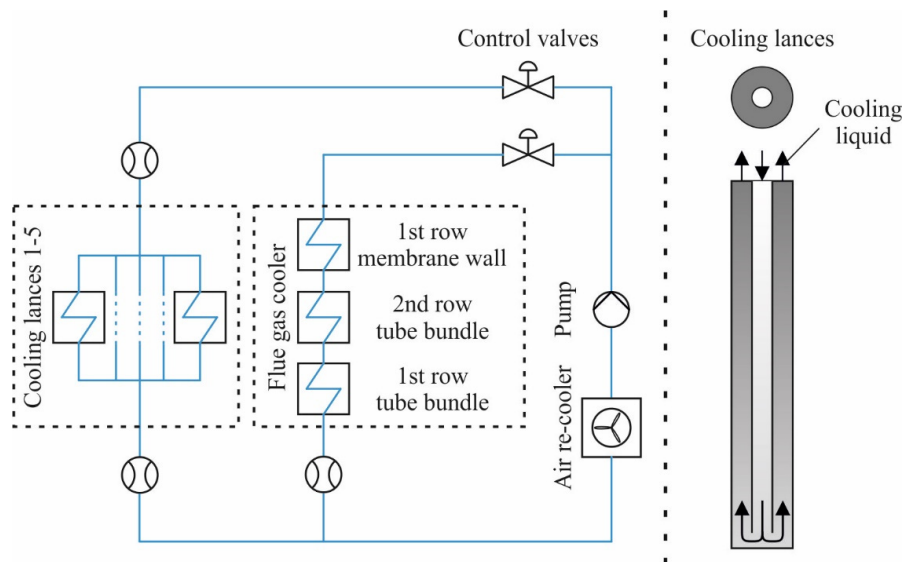 Control valves
Cooling lances
Cooling
liquid
Cooling lances 1-5
Flue gas cooler
1st row
membrane wall
2nd row
tube bundle
1st row
tube bundle
Pump
Air re-cooler